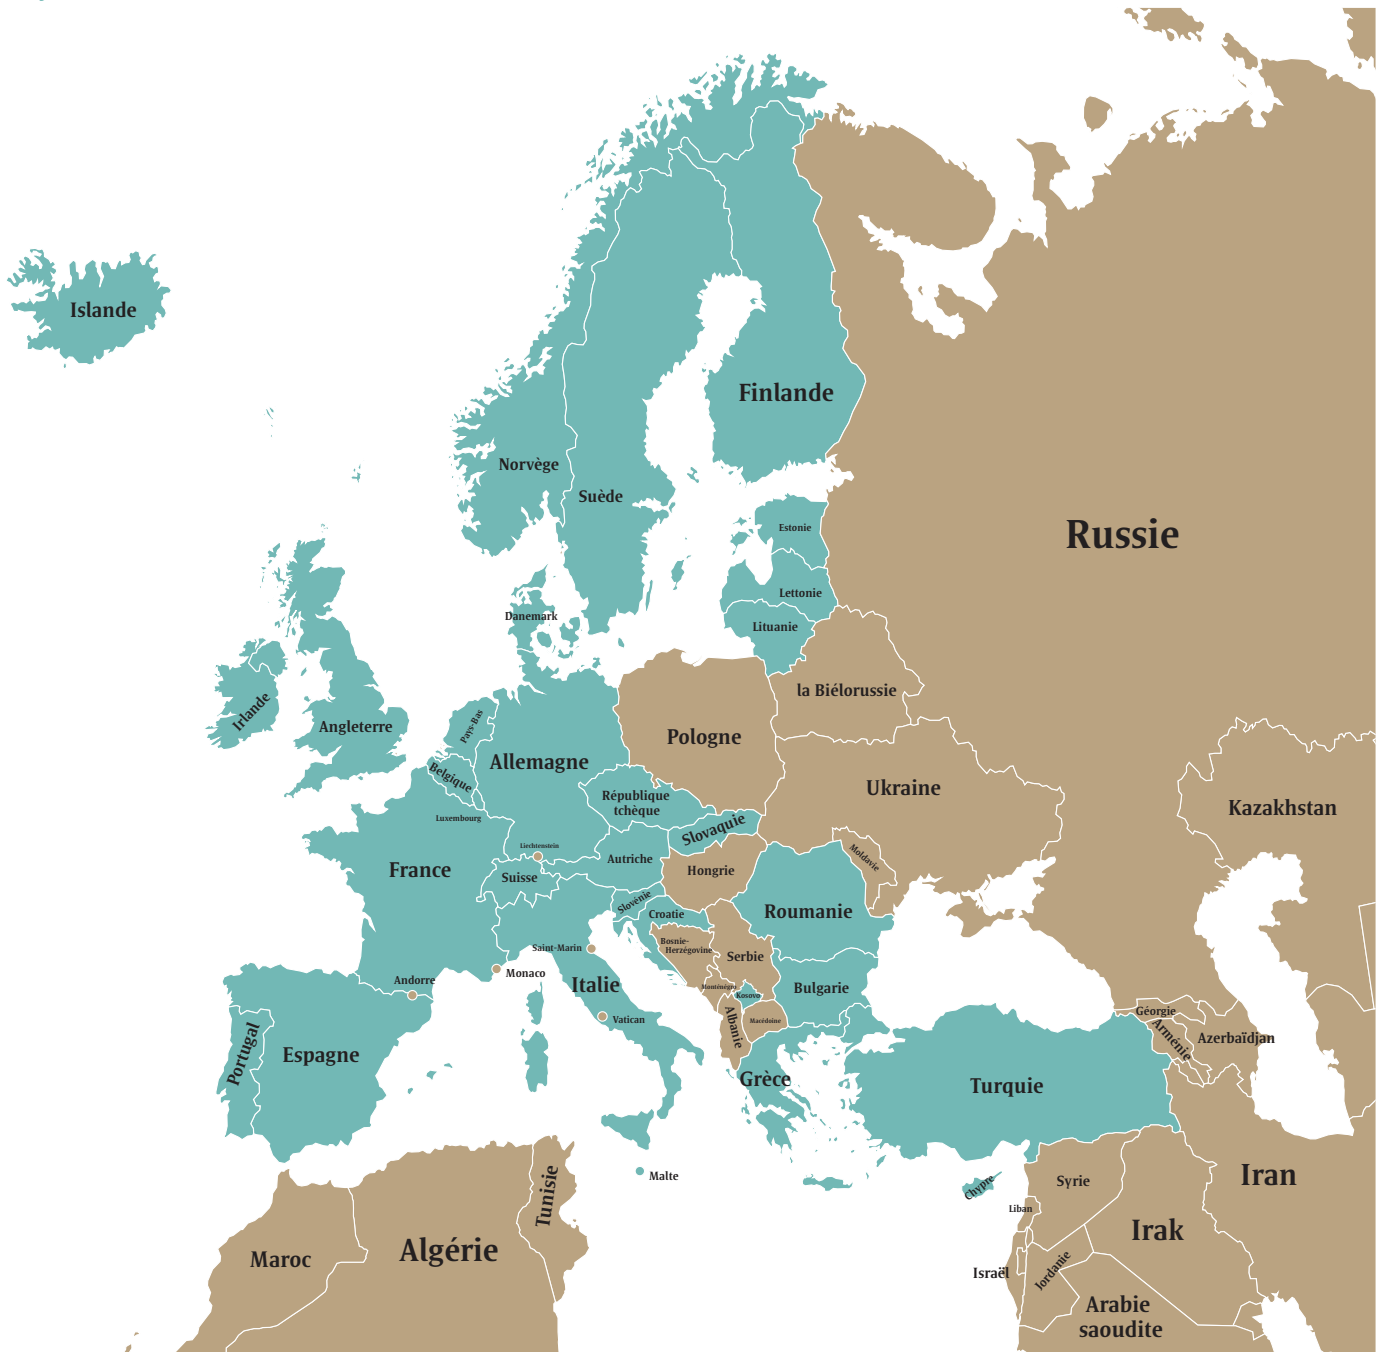 Islande
Finlande
Norvège
Suède
Estonie
Russie
Lettonie
Danemark
Lituanie
la Biélorussie
Irlande
Angleterre
Pays-Bas
Pologne
Allemagne
Belgique
Ukraine
République
tchèque
Kazakhstan
Luxembourg
Slovaquie
Liechtenstein
Autriche
Moldavie
France
Suisse
Hongrie
Slovénie
Croatie
Roumanie
Saint-Marin
Bosnie-
Herzégovine
Serbie
Monaco
Andorre
Italie
Monténégro
Kosovo
Bulgarie
Vatican
Albanie
Macédoine
Géorgie
Arménie
Azerbaïdjan
Portugal
Espagne
Grèce
Turquie
Malte
Chypre
Syrie
Iran
Tunisie
Liban
Irak
Maroc
Algérie
Israël
Jordanie
Arabie
saoudite